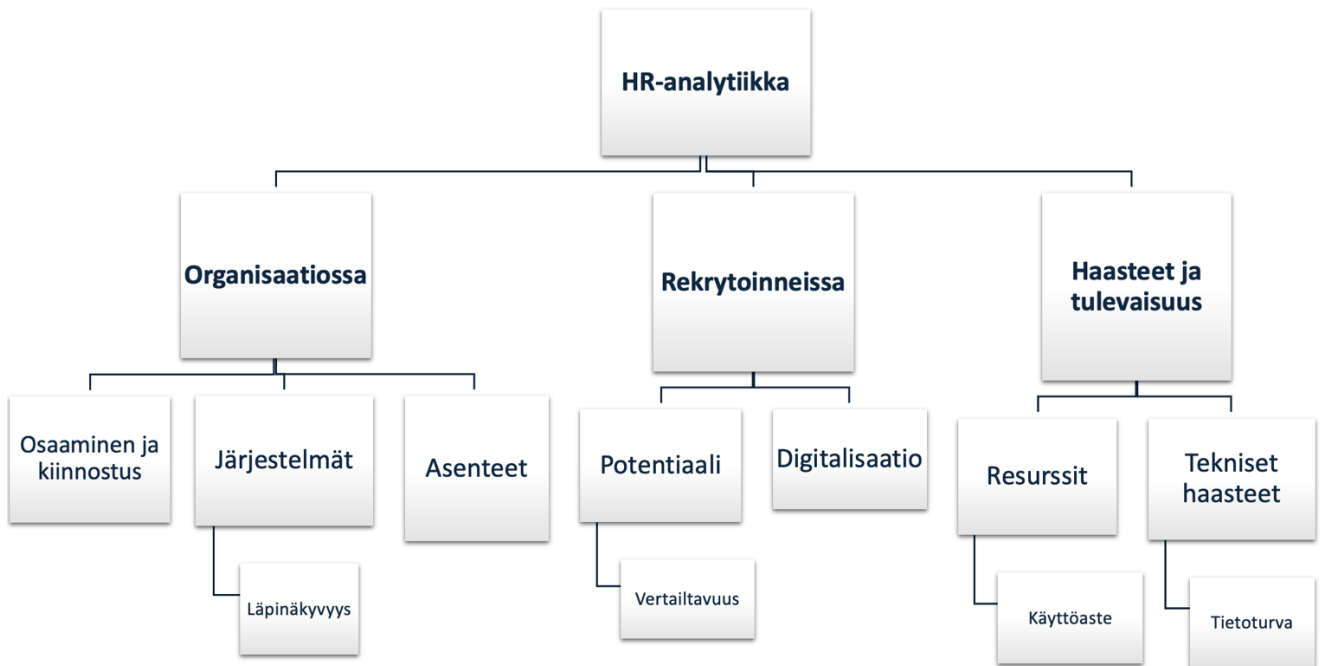 HR-analytiikka
Organisaatiossa
Rekrytoinneissa
Haasteet ja
tulevaisuus
Osaaminen ja
kiinnostus
Järjestelmät
Asenteet
Potentiaali
Digitalisaatio
Resurssit
Tekniset
haasteet
Läpinäkyvyys
Vertailtavuus
Käyttöaste
Tietoturva